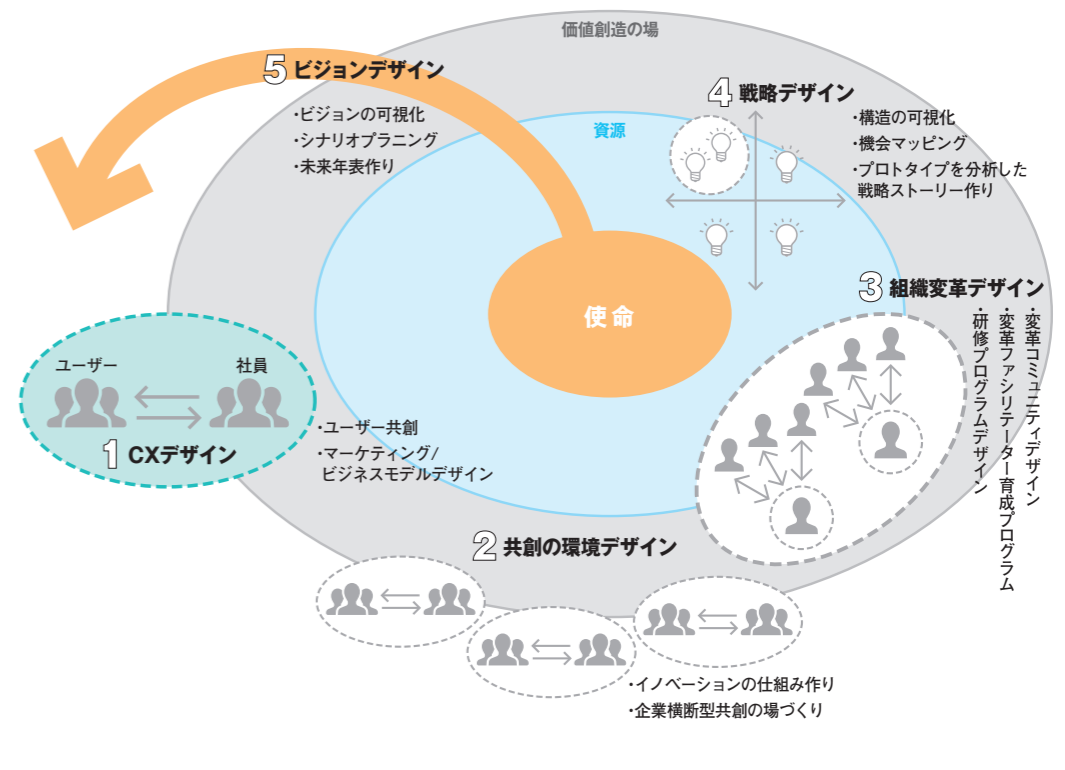 価値創造の場
5 ビジョンデザイン
・ビジョンの可視化
・シナリオプラニング
・未来年表作り
資源
4 戦略デザイン
・構造の可視化
・機会マッピング
・プロトタイプを分析した
戦略ストーリー作り
使命
3 組織変革デザイン
・変革コミュニティデザイン
・変革ファシリテーター育成プログラム
・研修プログラムデザイン
ユーザー
社員
1 CXデザイン
・ユーザー共創
・マーケティング/
ビジネスモデルデザイン
2 共創の環境デザイン
・イノベーションの仕組み作り
・企業横断型共創の場づくり